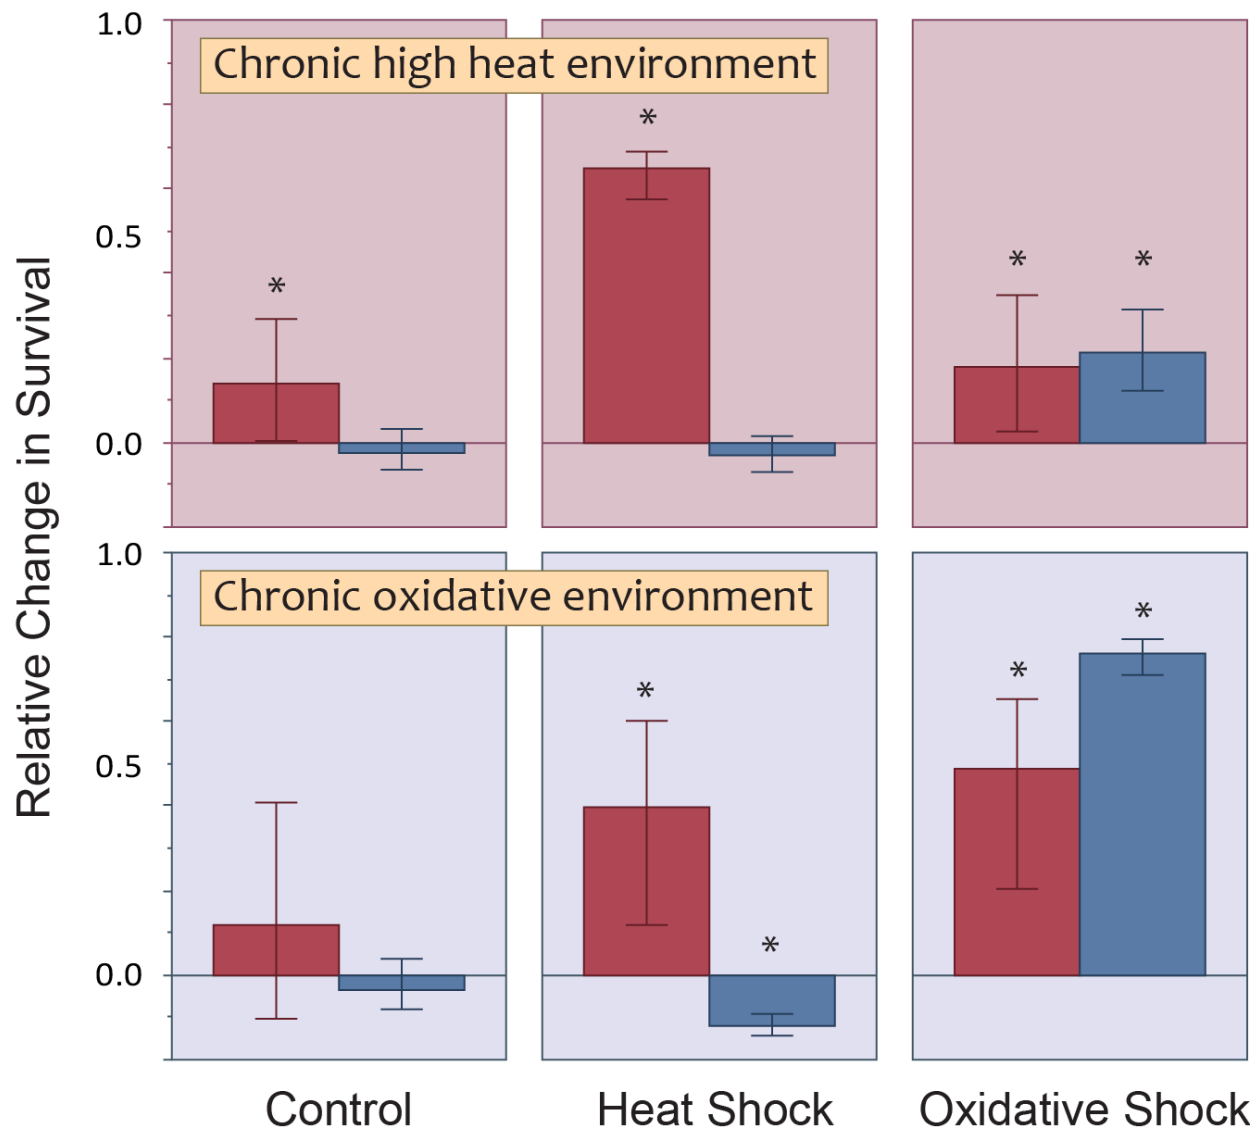 Relative Change in Survival
1.0
Chronic high heat environment
*
*
0.5
*
*
*
0.0
1.0
Chronic oxidative environment
*
*
*
0.5
*
0.0
Control
Heat Shock
Oxidative Shock